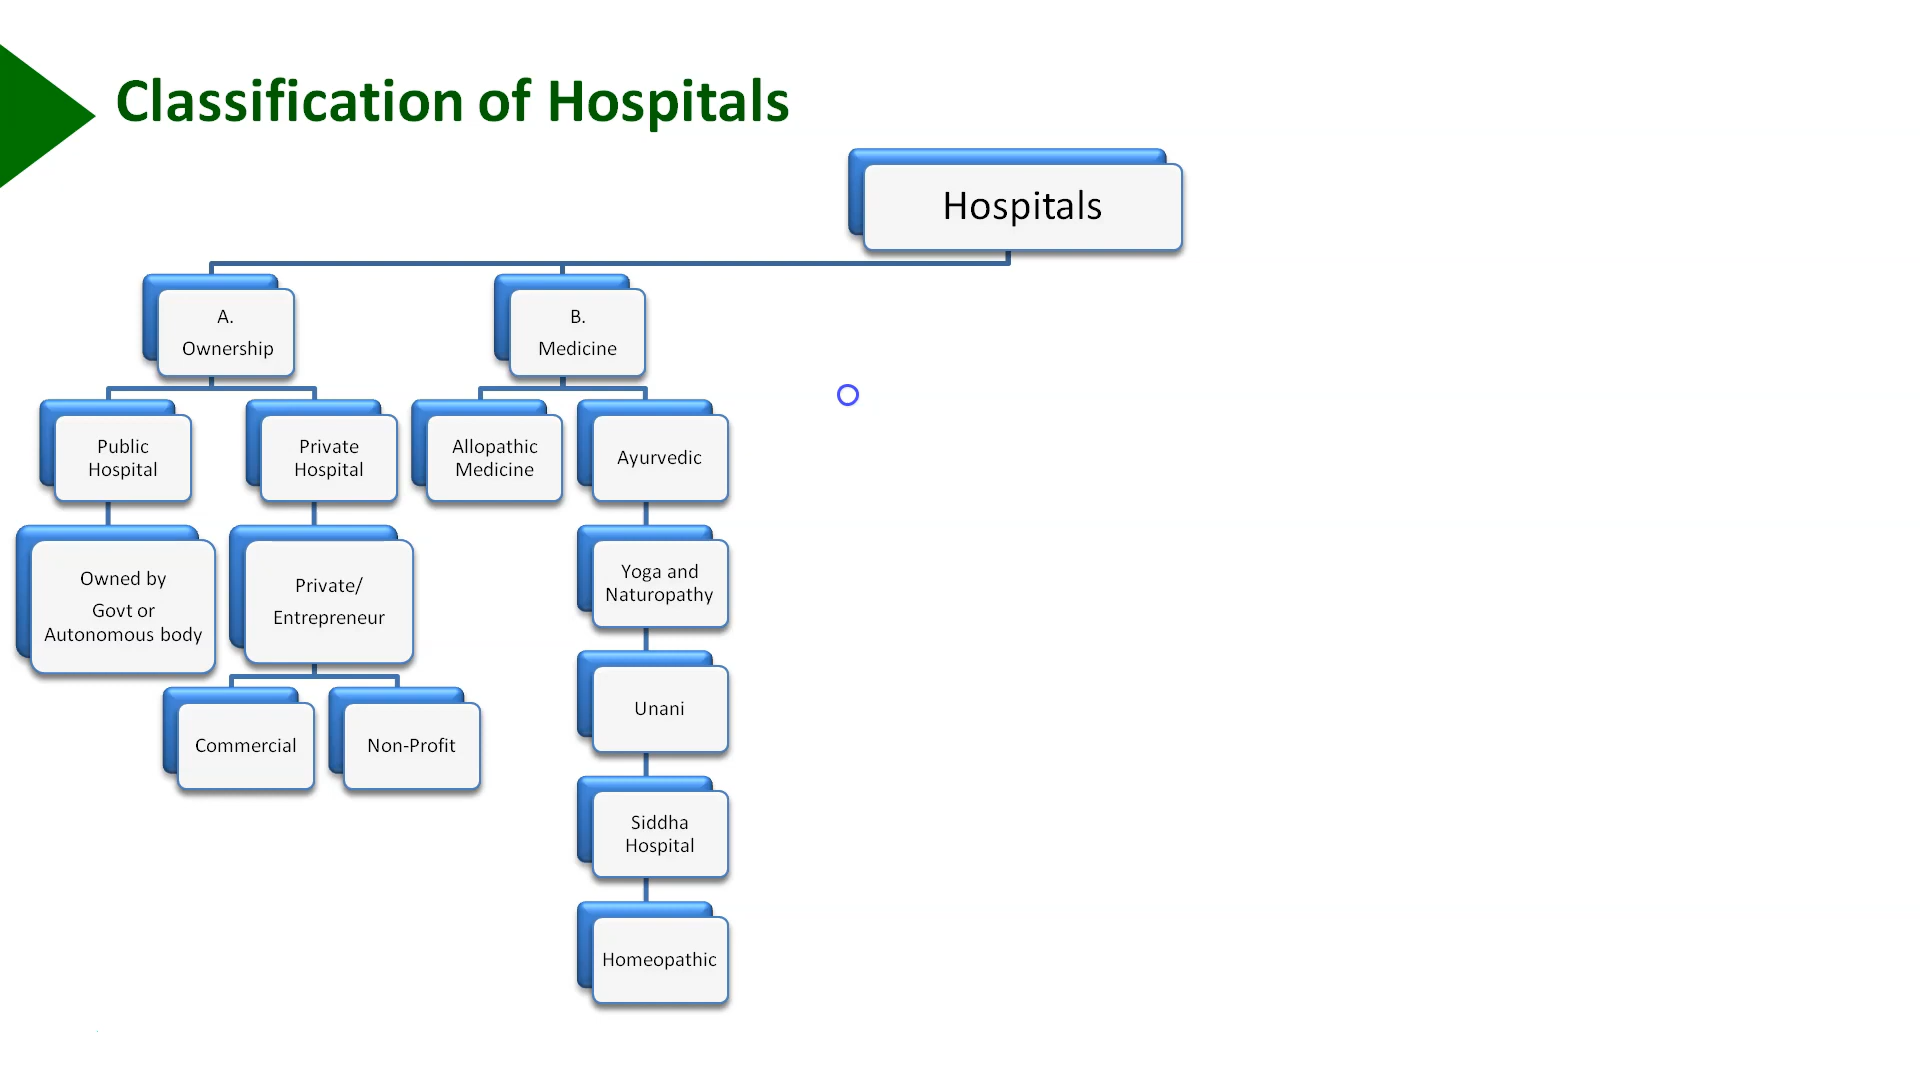 Classification of Hospitals
Hospitals
A.
Ownership
B.
Medicine
Public
Hospital
Private
Hospital
Allopathic
Medicine
Ayurvedic
Owned by
Govt or
Autonomous body
Private/
Entrepreneur
Yoga and
Naturopathy
Commercial
Non-Profit
Unani
Siddha
Hospital
Homeopathic